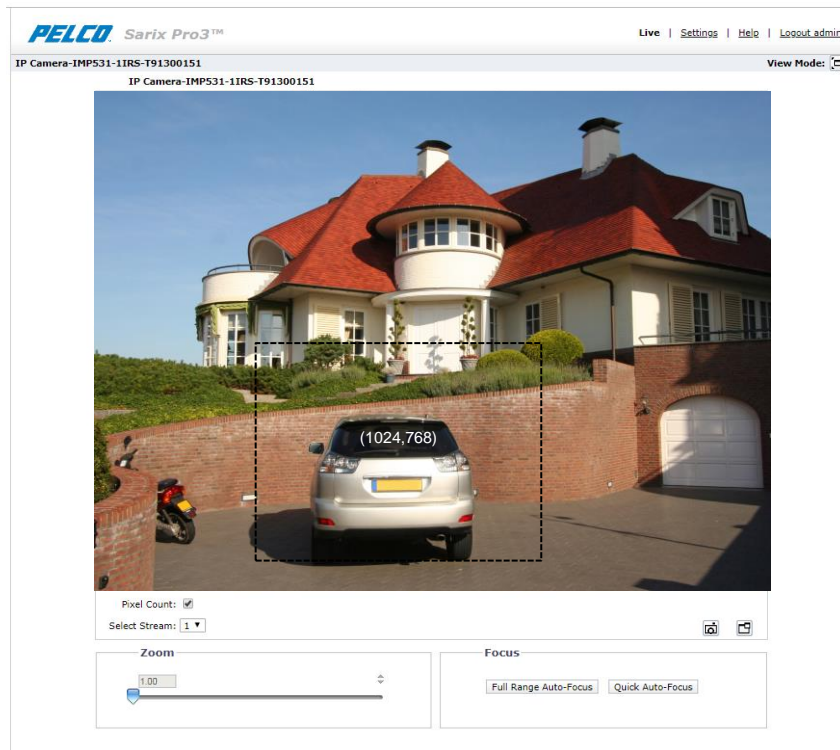 PELCO Sarix Pro3™
Live | Settings | Help | Logout admin
IP Camera-IMP531-1IRS-T91300151
View Mode:
IP Camera-IMP531-1IRS-T91300151
(1024,768)
Pixel Count:
Select Stream: 1
Zoom
1.00
Focus
Full Range Auto-Focus
Quick Auto-Focus